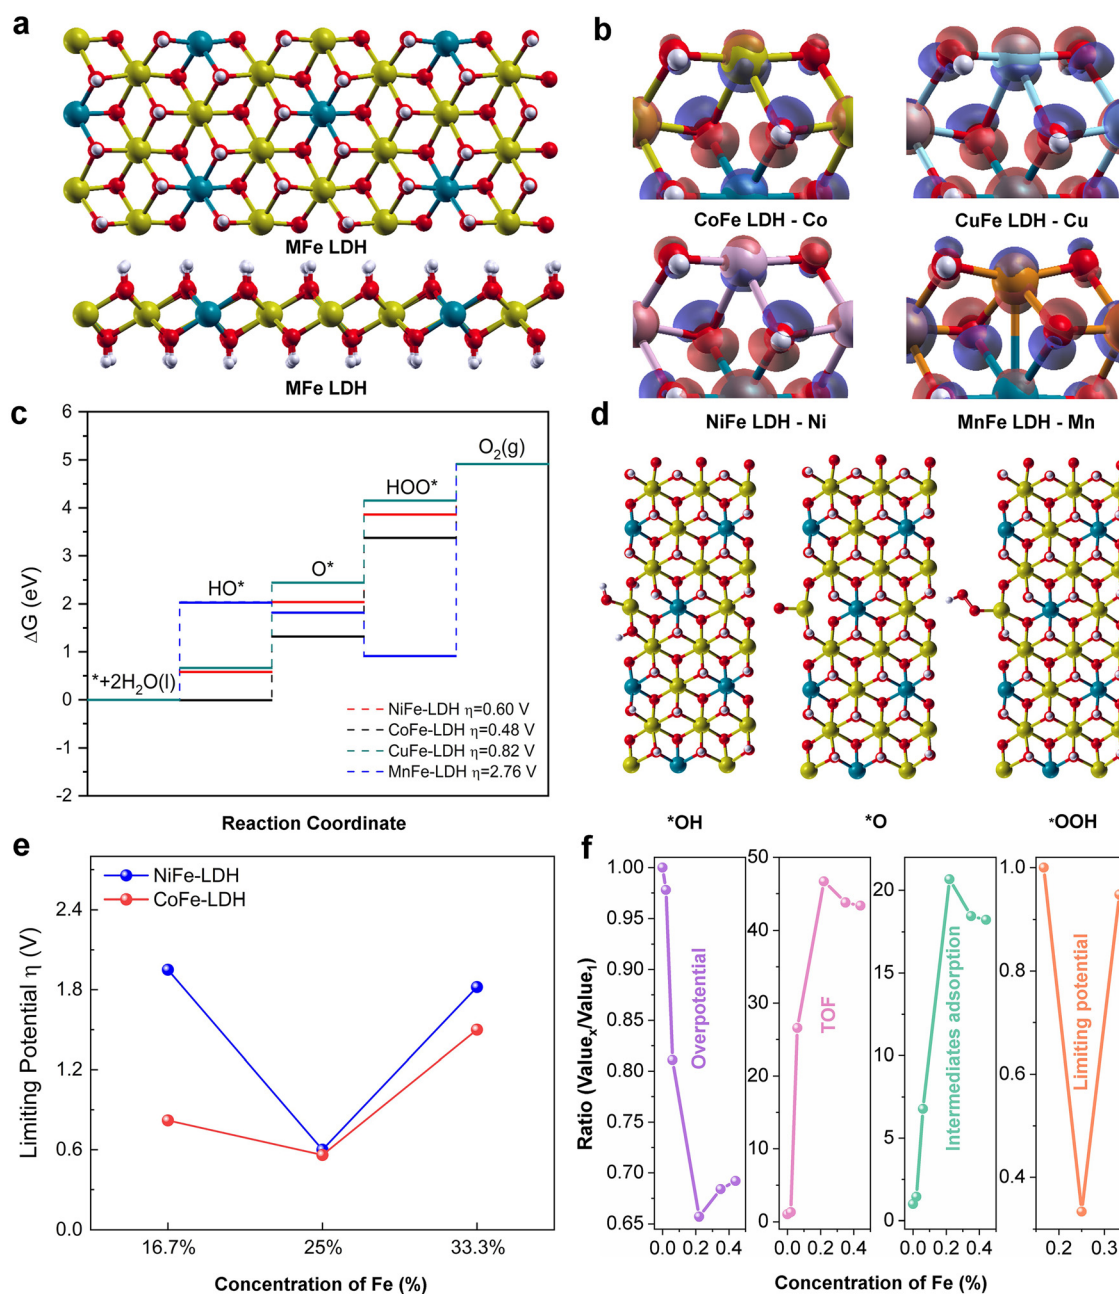 a
MFe LDH
MFe LDH
b
CoFe LDH - Co
CuFe LDH - Cu
NiFe LDH - Ni
MnFe LDH - Mn
c
6
5
4
3
2
1
0
-1
-2
ΔG (eV)
*+2H₂O(l)
HO*
O*
HOO*
O₂(g)
NiFe-LDH η=0.60 V
CoFe-LDH η=0.48 V
CuFe-LDH η=0.82 V
MnFe-LDH η=2.76 V
Reaction Coordinate
d
*OH
*O
*OOH
e
NiFe-LDH
CoFe-LDH
2.4
1.8
1.2
0.6
0.0
Limiting Potential η (V)
16.7%
25%
33.3%
Concentration of Fe (%)
f
Ratio (Valueₓ/Value₁)
1.00
0.95
0.90
0.85
0.80
0.75
0.70
0.65
Overpotential
0.0 0.2 0.4
50
40
30
20
10
0
TOF
0.0 0.2 0.4
20
15
10
5
0
Intermediates adsorption
0.0 0.2 0.4
1.0
0.8
0.6
0.4
Limiting potential
0.2 0.3
Concentration of Fe (%)